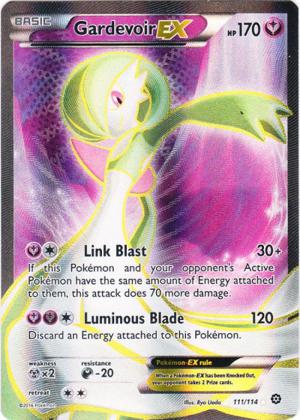 BASIC
Gardevoir EX HP170
Link Blast 30+
If this Pokémon and your opponent's Active
Pokémon have the same amount of Energy attached
to them, this attack does 70 more damage.
Luminous Blade 120
Discard an Energy attached to this Pokémon.
weakness resistance
×2 -20
retreat
Pokémon-EX rule
When a Pokémon-EX has been Knocked Out,
your opponent takes 2 Prize cards.
©2016 Pokémon Illus. Ryo Ueda 111/114